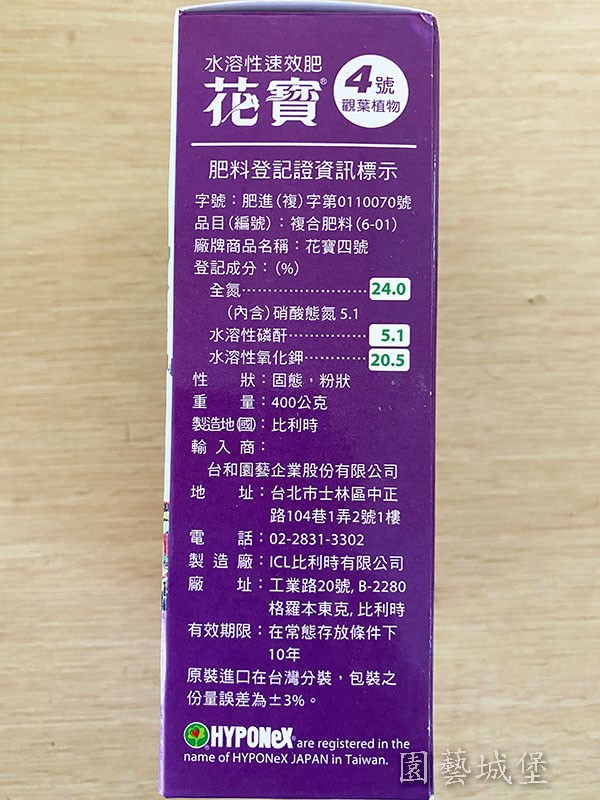 水溶性速效肥
花寶®
4號
觀葉植物
肥料登記證資訊標示
字號：肥進(複)字第0110070號
品目(編號)：複合肥料(6-01)
廠牌商品名稱：花寶四號
登記成分：(%)
全氮⋯⋯⋯⋯⋯⋯⋯⋯ 24.0
(內含)硝酸態氮 5.1
水溶性磷酐⋯⋯⋯⋯ 5.1
水溶性氧化鉀⋯⋯⋯⋯ 20.5
性狀：固態，粉狀
重量：400公克
製造地(國)：比利時
輸入商：
台和園藝企業股份有限公司
地址：台北市士林區中正
路104巷1弄2號1樓
電話：02-2831-3302
製造廠：ICL比利時有限公司
廠址：工業路20號, B-2280
格羅本東克, 比利時
有效期限：在常態存放條件下
10年
原裝進口在台灣分裝，包裝之
份量誤差為±3%。
HYPONeX® are registered in the
name of HYPONeX JAPAN in Taiwan.
園藝城堡